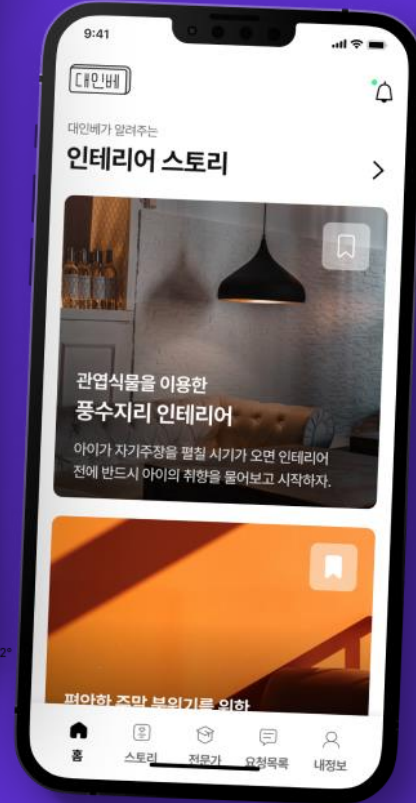 9:41
대인베
대인베가 알려주는
인테리어 스토리
관엽식물을 이용한
풍수지리 인테리어
아이가 자기주장을 펼칠 시기가 오면 인테리어
전에 반드시 아이의 취향을 물어보고 시작하자.
편안한 주말 분위기를 위한
홈
스토리
전문가
요청목록
내정보
2°